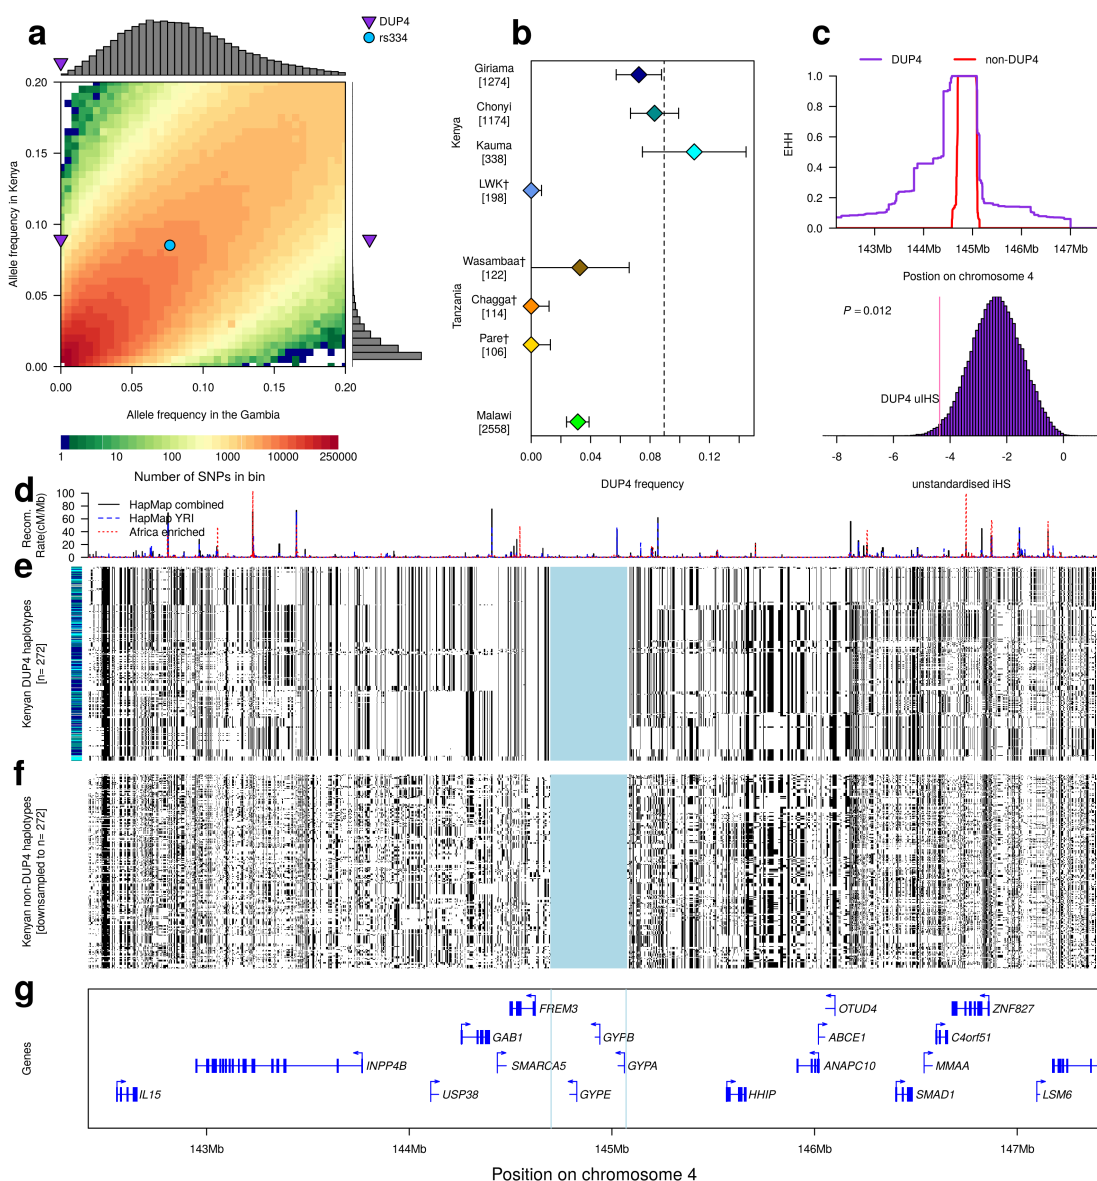 a
DUP4
rs334
Allele frequency in Kenya
0.20
0.15
0.10
0.05
0.00
0.00 0.05 0.10 0.15 0.20
Allele frequency in the Gambia
1 10 100 1000 10000 250000
Number of SNPs in bin
b
Kenya
Giriama
[1274]
Chonyi
[1174]
Kauma
[338]
LWK†
[198]
Tanzania
Wasambaa†
[122]
Chagga†
[114]
Pare†
[106]
Malawi
[2558]
0.00 0.04 0.08 0.12
DUP4 frequency
c
DUP4 non-DUP4
EHH
1.0
0.8
0.6
0.4
0.2
0.0
143Mb 144Mb 145Mb 146Mb 147Mb
Postion on chromosome 4
P = 0.012
DUP4 uIHS
-8 -6 -4 -2 0
unstandardised iHS
d
Recom.
Rate(cM/Mb)
100
80
60
40
20
0
HapMap combined
HapMap YRI
Africa enriched
e
Kenyan DUP4 haplotypes
[n= 272]
f
Kenyan non-DUP4 haplotypes
[downsampled to n= 272]
g
Genes
FREM3 OTUD4 ZNF827
GAB1 GYPB ABCE1 C4orf51
INPP4B SMARCA5 GYPA ANAPC10 MMAA
IL15 USP38 GYPE HHIP SMAD1 LSM6
143Mb 144Mb 145Mb 146Mb 147Mb
Position on chromosome 4